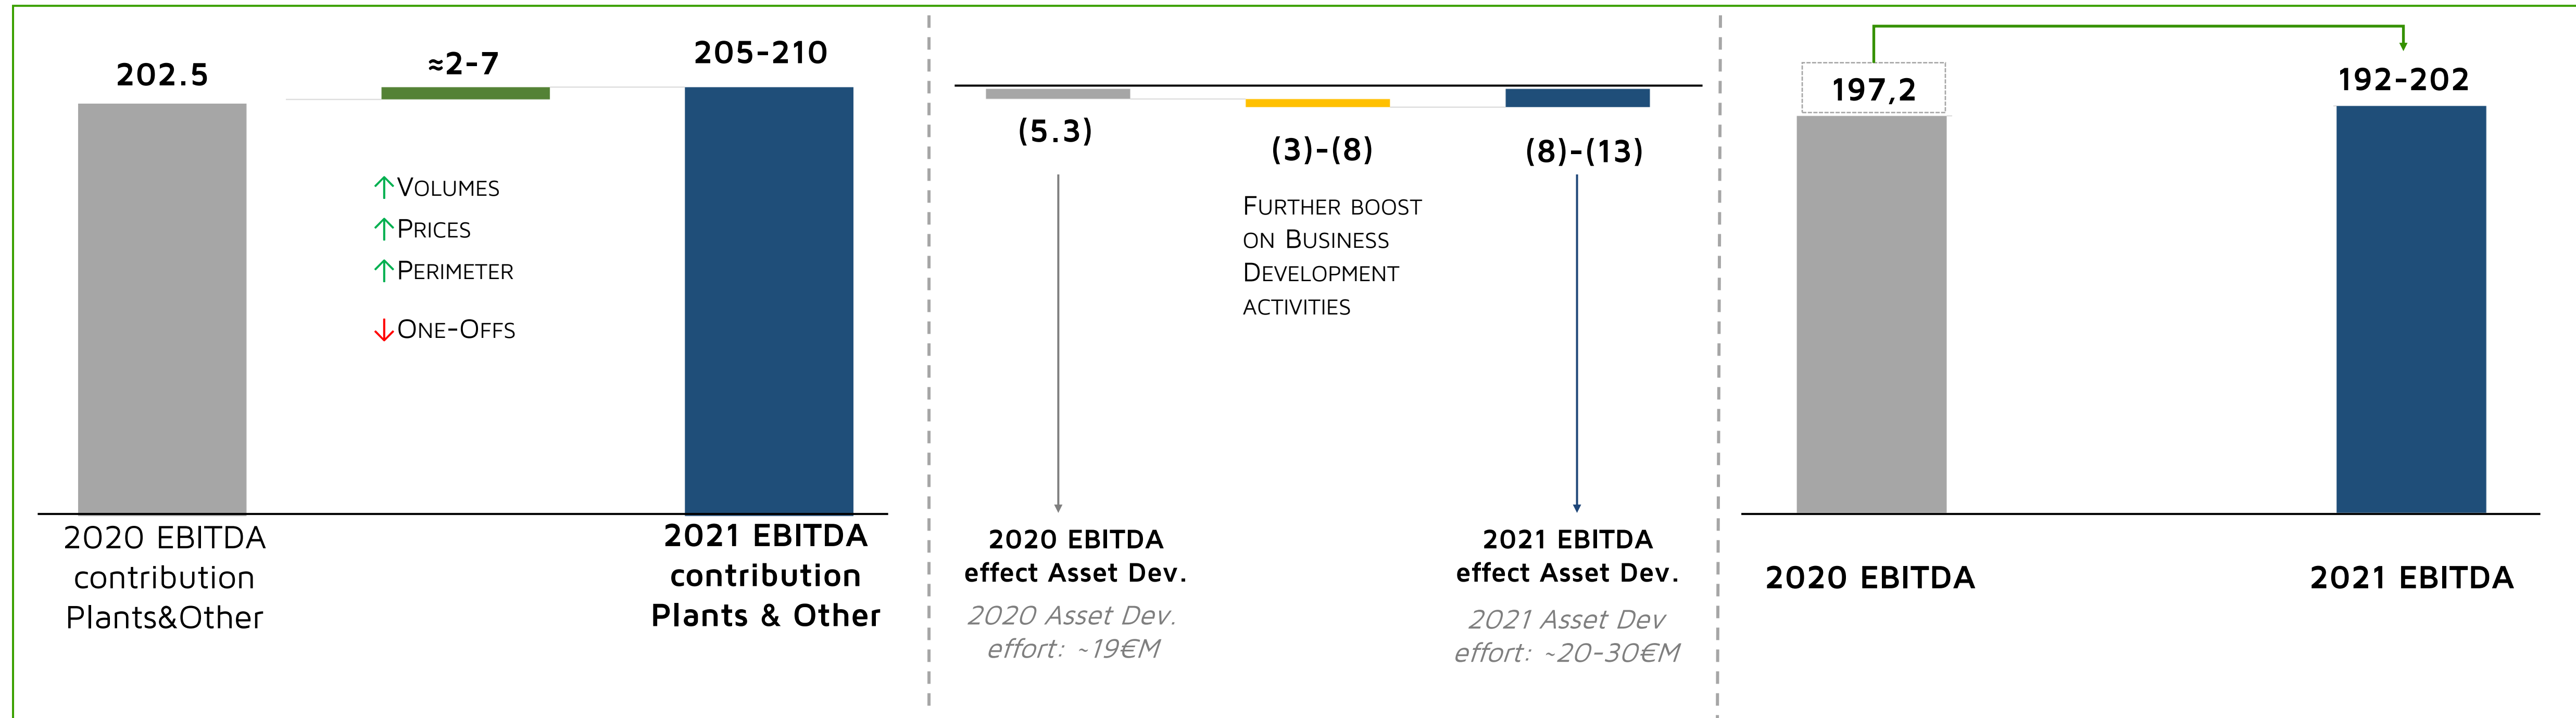 202.5
≈2-7
205-210
↑Volumes
↑Prices
↑Perimeter
↓One-Offs
2020 EBITDA
contribution
Plants&Other
2021 EBITDA
contribution
Plants & Other
(5.3)
(3)-(8)
(8)-(13)
Further boost
on Business
Development
activities
2020 EBITDA
effect Asset Dev.
2020 Asset Dev.
effort: ~19€M
2021 EBITDA
effect Asset Dev.
2021 Asset Dev
effort: ~20-30€M
197,2
192-202
2020 EBITDA
2021 EBITDA